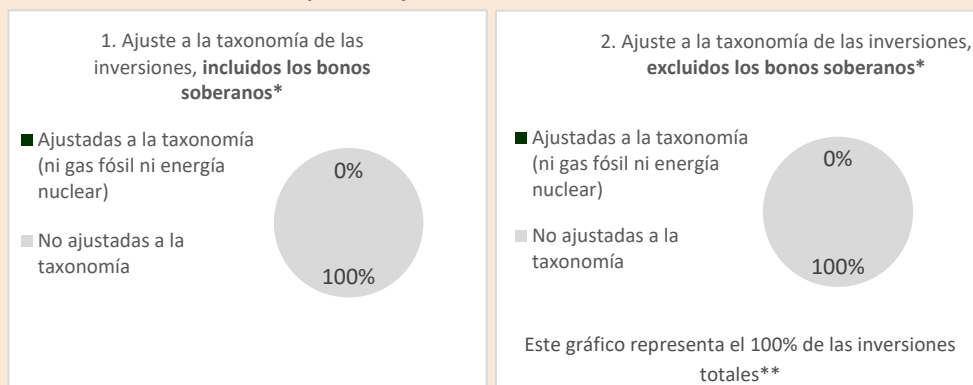 1. Ajuste a la taxonomía de las
inversiones, incluidos los bonos
soberanos*
Ajustadas a la taxonomía
(ni gas fósil ni energía
nuclear)
No ajustadas a la
taxonomía
0%
100%
2. Ajuste a la taxonomía de las inversiones,
excluidos los bonos soberanos*
Ajustadas a la taxonomía
(ni gas fósil ni energía
nuclear)
No ajustadas a la
taxonomía
0%
100%
Este gráfico representa el 100% de las inversiones
totales**